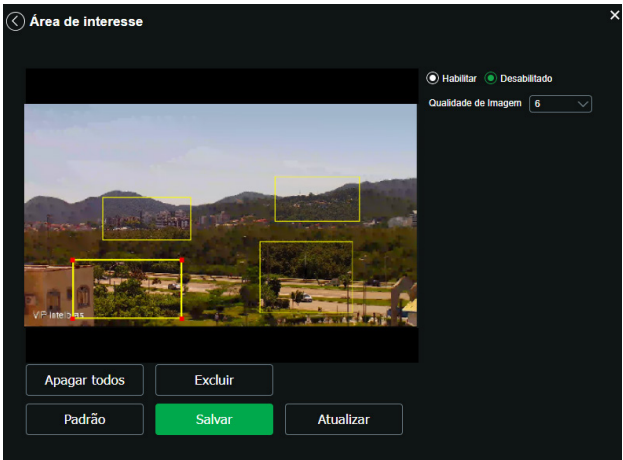 Área de interesse
Habilitar Desabilitado
Qualidade de Imagem 6
VIP Intelbras
Apagar todos Excluir
Padrão Salvar Atualizar